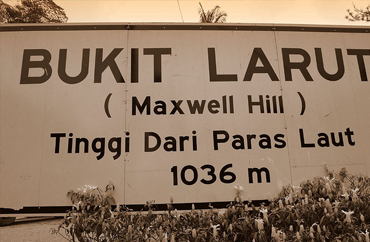 BUKIT LARUT
( Maxwell Hill )
Tinggi Dari Paras Laut
1036 m